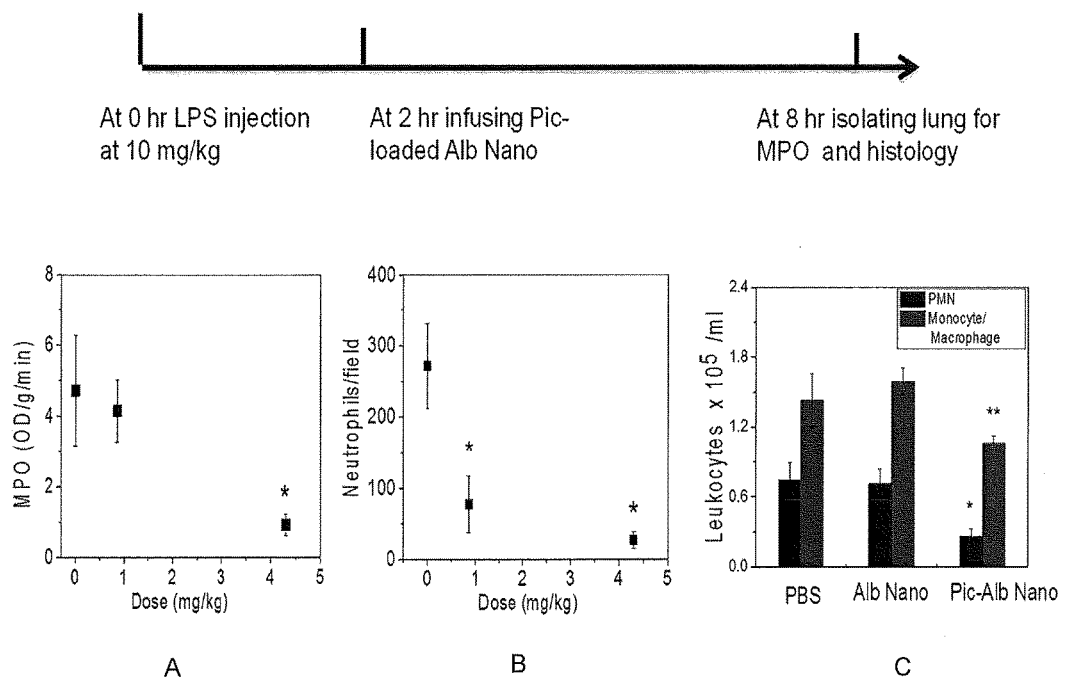 At 0 hr LPS injection
at 10 mg/kg
At 2 hr infusing Pic-
loaded Alb Nano
At 8 hr isolating lung for
MPO and histology
MPO (OD/g/min)
8
6
4
2
0
*
0 1 2 3 4 5
Dose (mg/kg)
A
Neutrophils/field
400
300
200
100
0
*
*
0 1 2 3 4 5
Dose (mg/kg)
B
Leukocytes x 10⁵ /ml
2.4
1.8
1.2
0.6
0.0
PMN
Monocyte/
Macrophage
**
*
PBS Alb Nano Pic-Alb Nano
C